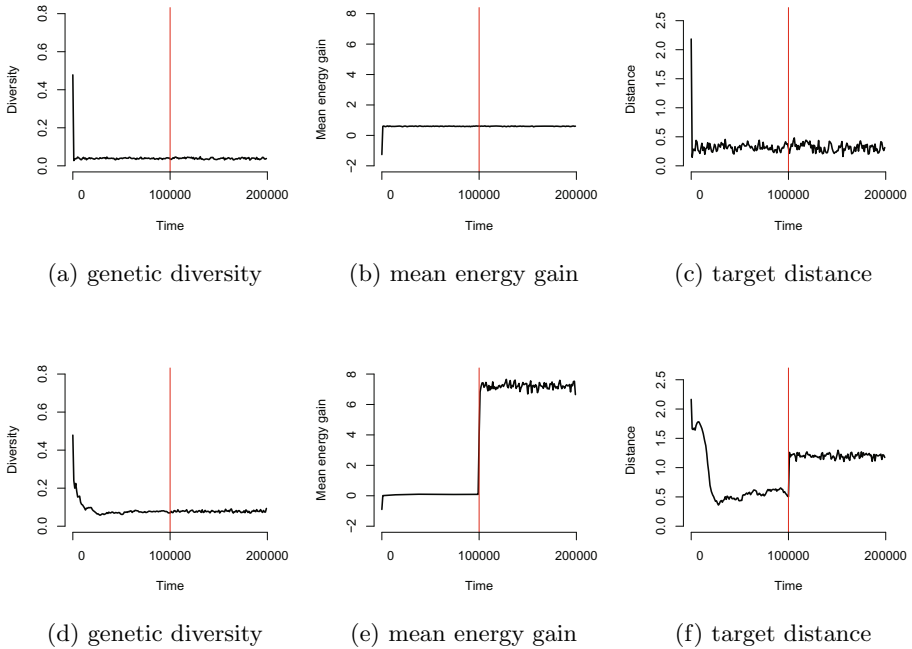 0.0 0.2 0.4 0.6 0.8
Diversity
0 100000 200000
Time
(a) genetic diversity
−2 0 2 4 6 8
Mean energy gain
0 100000 200000
Time
(b) mean energy gain
0.0 0.5 1.0 1.5 2.0 2.5
Distance
0 100000 200000
Time
(c) target distance
0.0 0.2 0.4 0.6 0.8
Diversity
0 100000 200000
Time
(d) genetic diversity
−2 0 2 4 6 8
Mean energy gain
0 100000 200000
Time
(e) mean energy gain
0.0 0.5 1.0 1.5 2.0 2.5
Distance
0 100000 200000
Time
(f) target distance